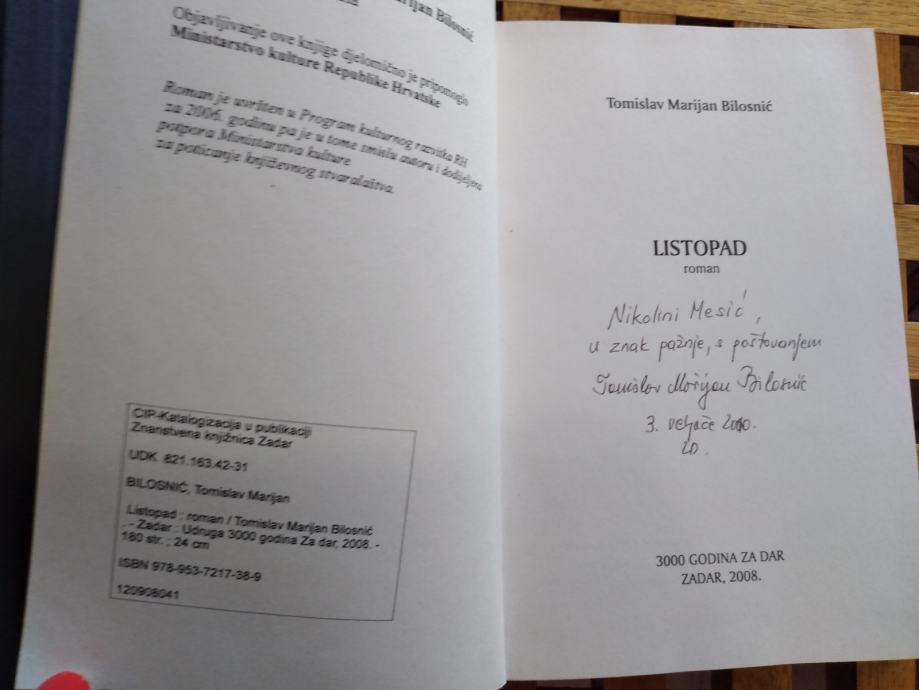 Marijan Bilosnić
Objavljivanje ove knjige djelomično je pripomoglo
Ministarstvo kulture Republike Hrvatske
Roman je uvršten u Program kulturnog razvitka RH
za 2006. godinu pa je u tome smislu autoru i dodijeljena
potpora Ministarstva kulture
za poticanje književnog stvaralaštva
CIP-Katalogizacija u publikaciji
Znanstvena knjižnica Zadar
UDK 821.163.42-31
BILOSNIĆ, Tomislav Marijan
Listopad : roman / Tomislav Marijan Bilosnić
. - Zadar : Udruga 3000 godina Za dar, 2008. -
180 str. ; 24 cm
ISBN 978-953-7217-38-9
120908041
Tomislav Marijan Bilosnić
LISTOPAD
roman
Nikolini Mesić,
u znak pažnje, s poštovanjem
Tomislav Marijan Bilosnić
3. veljače
3000 GODINA ZA DAR
ZADAR, 2008.